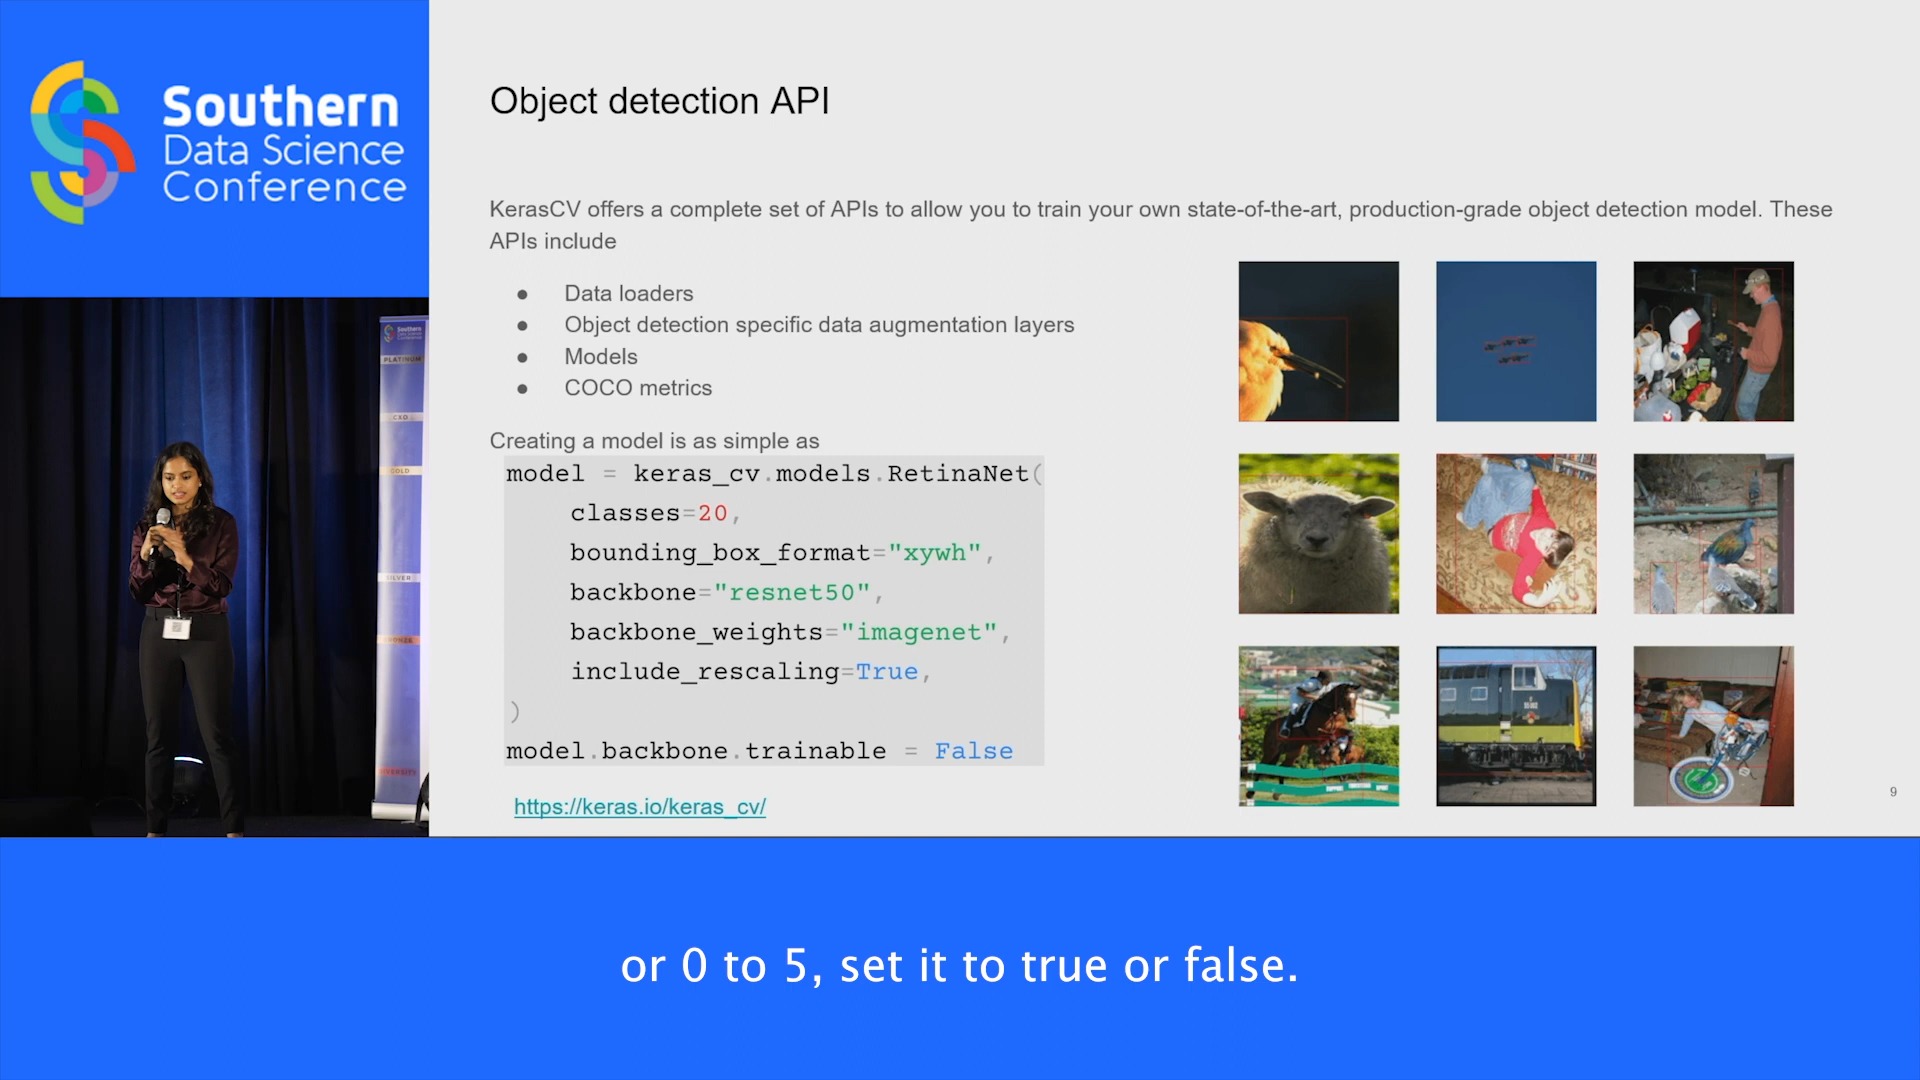 Southern
Data Science
Conference
Object detection API
KerasCV offers a complete set of APIs to allow you to train your own state-of-the-art, production-grade object detection model. These
APIs include
● Data loaders
● Object detection specific data augmentation layers
● Models
● COCO metrics
Creating a model is as simple as
model = keras_cv.models.RetinaNet(
classes=20,
bounding_box_format="xywh",
backbone="resnet50",
backbone_weights="imagenet",
include_rescaling=True,
)
model.backbone.trainable = False
https://keras.io/keras_cv/
9
Southern
PLATINUM
GOLD
SILVER
or 0 to 5, set it to true or false.